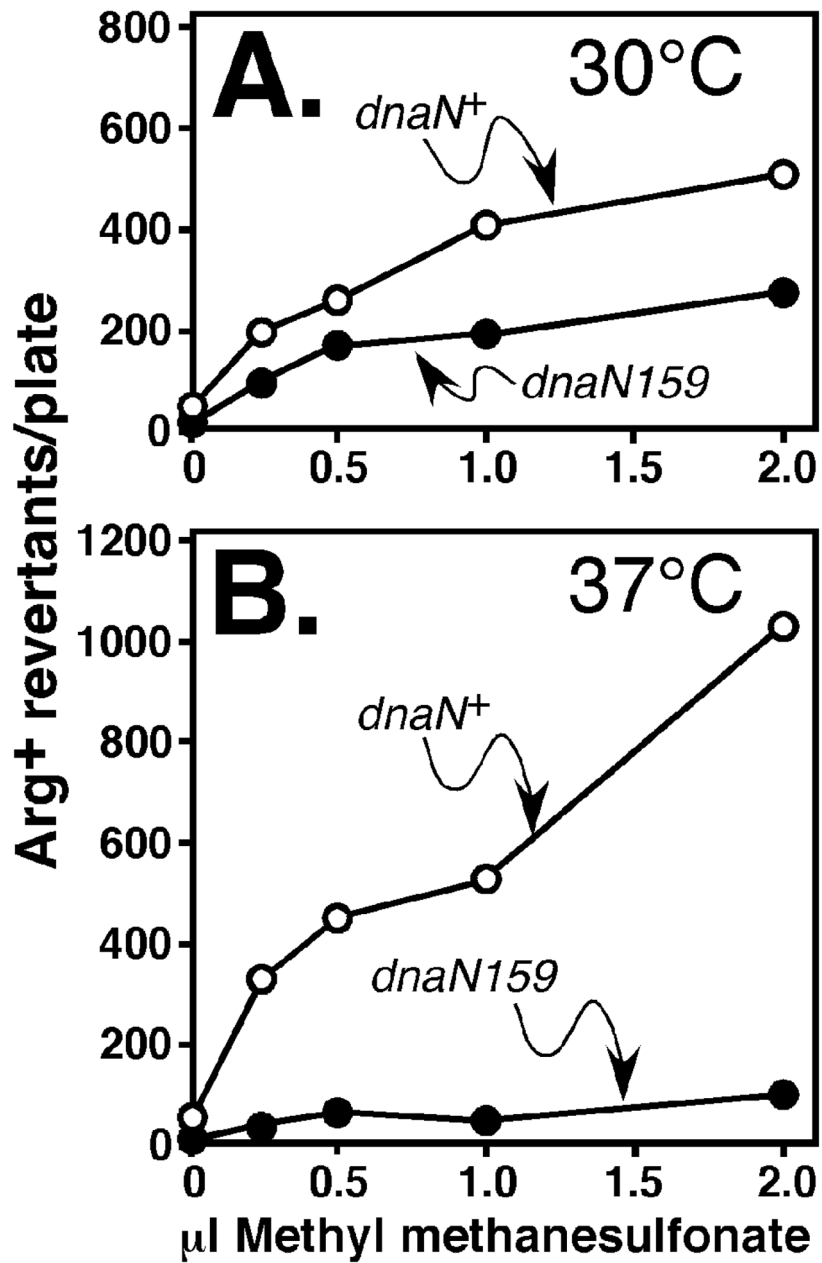 Arg+ revertants/plate
A.
30°C
dnaN+
dnaN159
800
600
400
200
0
0 0.5 1.0 1.5 2.0
B.
37°C
dnaN+
dnaN159
1200
1000
800
600
400
200
0
0 0.5 1.0 1.5 2.0
μl Methyl methanesulfonate